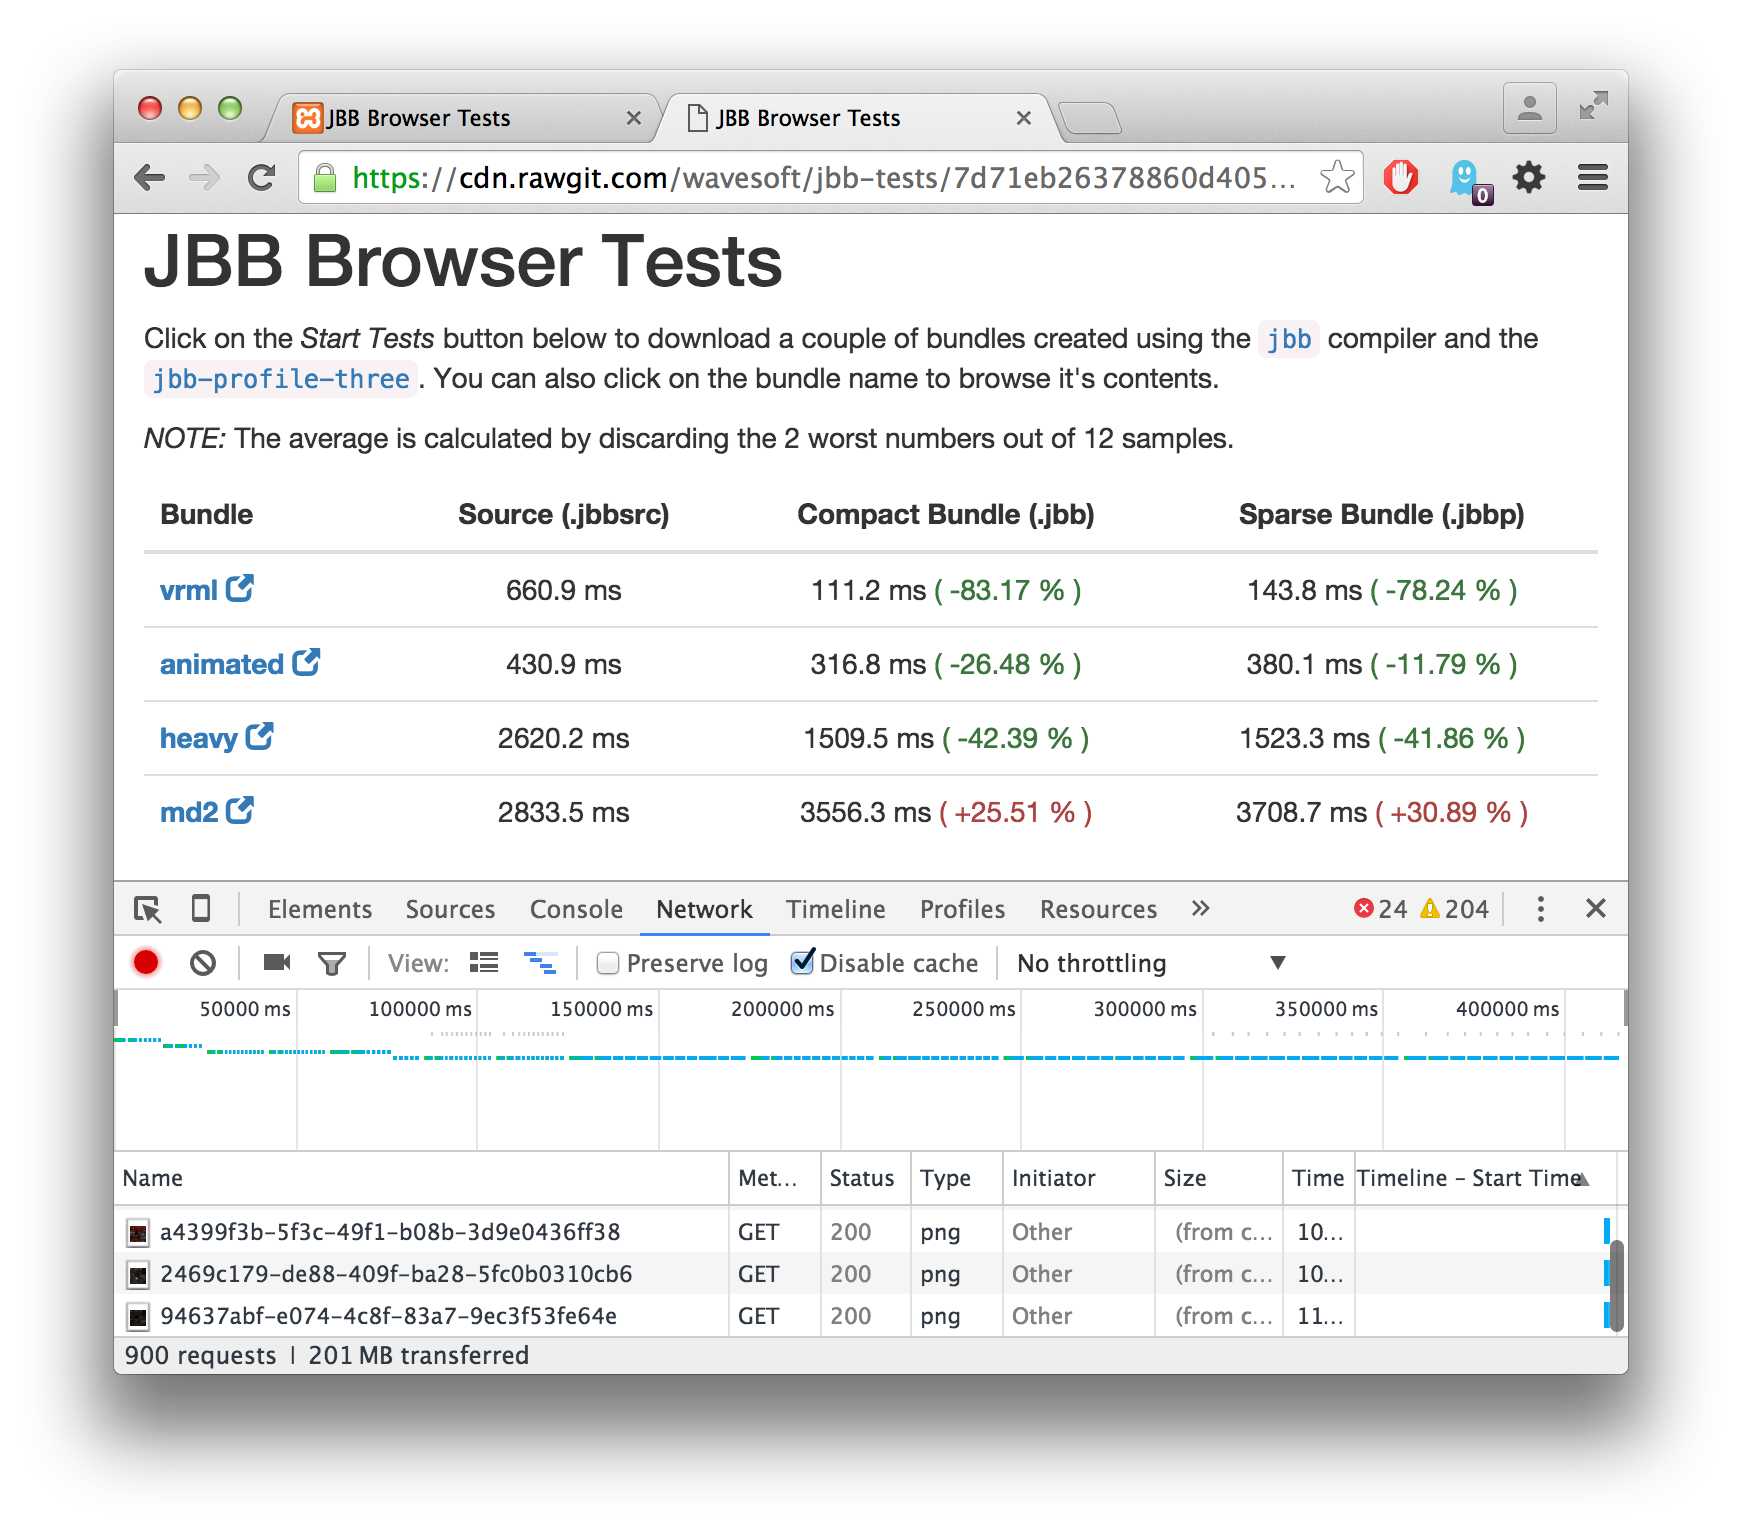 JBB Browser Tests
JBB Browser Tests
https://cdn.rawgit.com/wavesoft/jbb-tests/7d71eb26378860d405...
0
JBB Browser Tests
Click on the Start Tests button below to download a couple of bundles created using the jbb compiler and the
jbb-profile-three. You can also click on the bundle name to browse it's contents.
NOTE: The average is calculated by discarding the 2 worst numbers out of 12 samples.
Bundle Source (.jbbsrc) Compact Bundle (.jbb) Sparse Bundle (.jbbp)
vrml 660.9 ms 111.2 ms ( -83.17 % ) 143.8 ms ( -78.24 % )
animated 430.9 ms 316.8 ms ( -26.48 % ) 380.1 ms ( -11.79 % )
heavy 2620.2 ms 1509.5 ms ( -42.39 % ) 1523.3 ms ( -41.86 % )
md2 2833.5 ms 3556.3 ms ( +25.51 % ) 3708.7 ms ( +30.89 % )
Elements Sources Console Network Timeline Profiles Resources » 24 204
View: Preserve log Disable cache No throttling
50000 ms 100000 ms 150000 ms 200000 ms 250000 ms 300000 ms 350000 ms 400000 ms
Name Met... Status Type Initiator Size Time Timeline – Start Time
a4399f3b-5f3c-49f1-b08b-3d9e0436ff38 GET 200 png Other (from c... 10...
2469c179-de88-409f-ba28-5fc0b0310cb6 GET 200 png Other (from c... 10...
94637abf-e074-4c8f-83a7-9ec3f53fe64e GET 200 png Other (from c... 11...
900 requests | 201 MB transferred